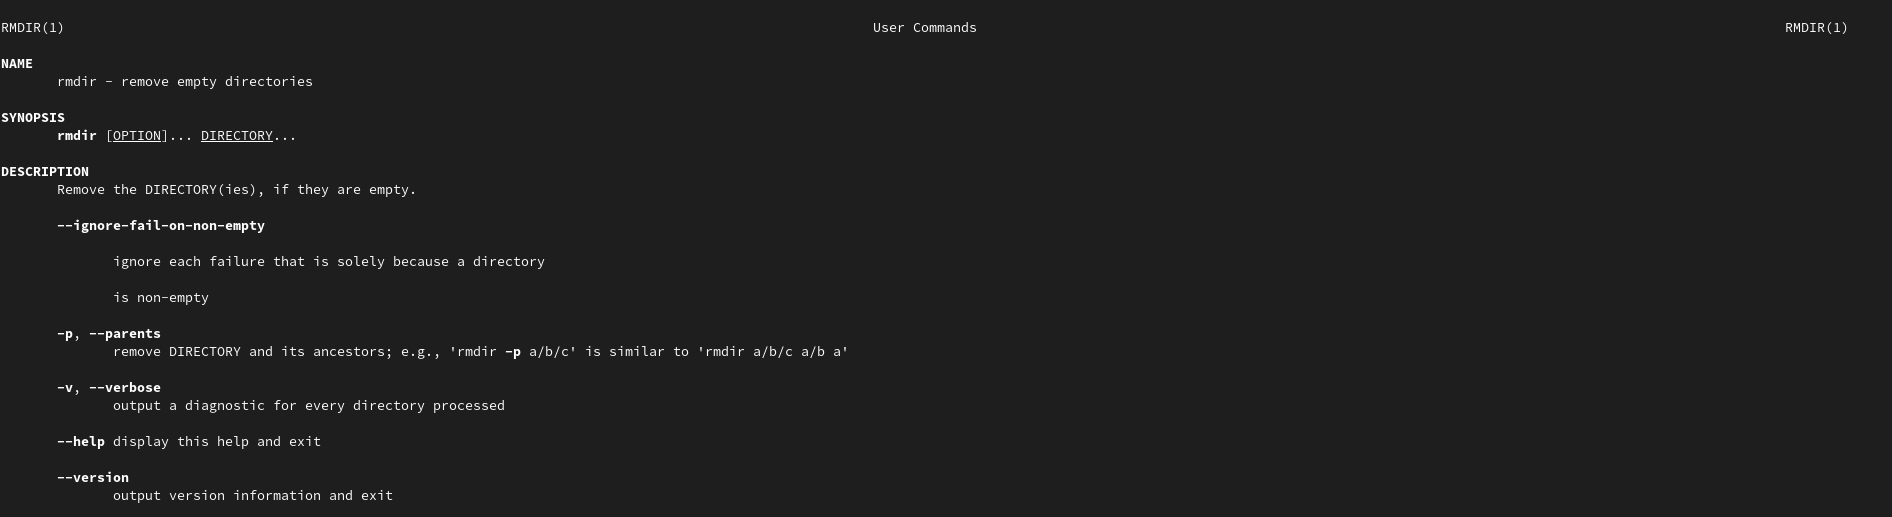 RMDIR(1) User Commands RMDIR(1)
NAME
rmdir - remove empty directories
SYNOPSIS
rmdir [OPTION]... DIRECTORY...
DESCRIPTION
Remove the DIRECTORY(ies), if they are empty.
--ignore-fail-on-non-empty
ignore each failure that is solely because a directory
is non-empty
-p, --parents
remove DIRECTORY and its ancestors; e.g., 'rmdir -p a/b/c' is similar to 'rmdir a/b/c a/b a'
-v, --verbose
output a diagnostic for every directory processed
--help display this help and exit
--version
output version information and exit